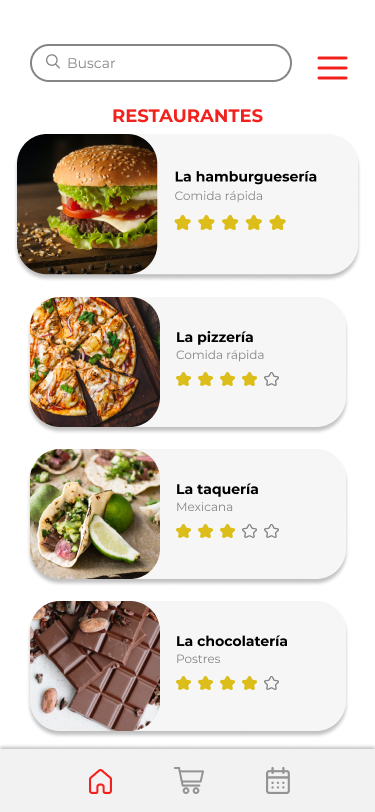 Buscar
RESTAURANTES
La hamburguesería
Comida rápida
La pizzería
Comida rápida
La taquería
Mexicana
La chocolatería
Postres